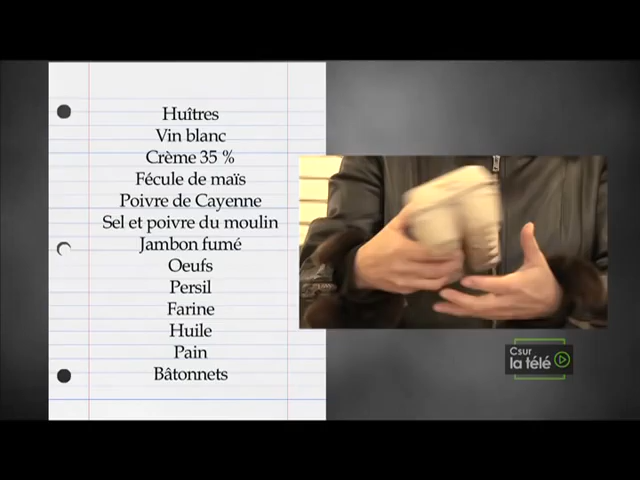 Huîtres
Vin blanc
Crème 35 %
Fécule de maïs
Poivre de Cayenne
Sel et poivre du moulin
Jambon fumé
Oeufs
Persil
Farine
Huile
Pain
Bâtonnets
Csur
la télé